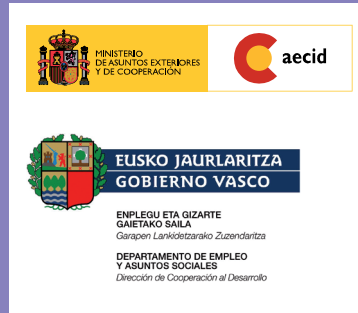 MINISTERIO
DE ASUNTOS EXTERIORES
Y DE COOPERACIÓN
aecid
EUSKO JAURLARITZA
GOBIERNO VASCO
ENPLEGU ETA GIZARTE
GAIETAKO SAILA
Garapen Lankidetzarako Zuzendaritza
DEPARTAMENTO DE EMPLEO
Y ASUNTOS SOCIALES
Dirección de Cooperación al Desarrollo